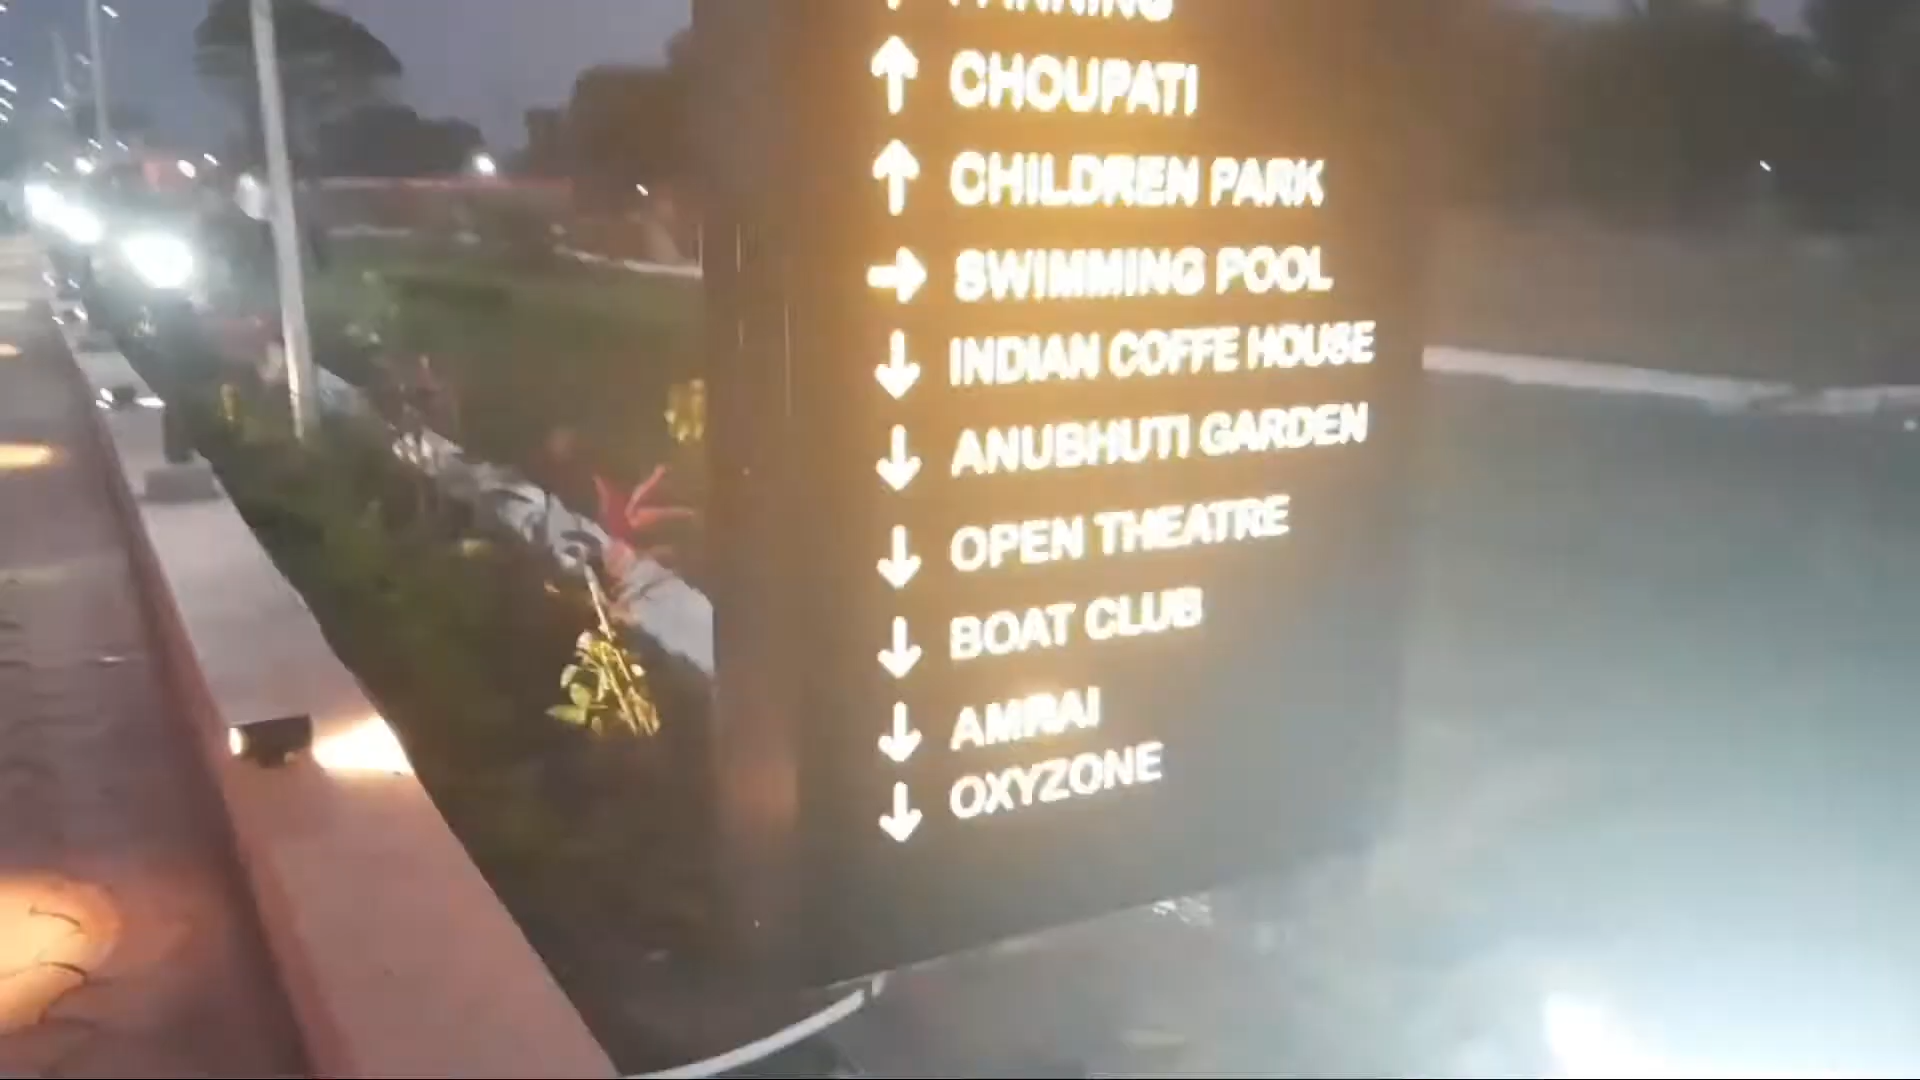 ↑ CHOUPATI
↑ CHILDREN PARK
→ SWIMMING POOL
↓ INDIAN COFFE HOUSE
↓ ANUBHUTI GARDEN
↓ OPEN THEATRE
↓ BOAT CLUB
↓ AMRAI
↓ OXYZONE